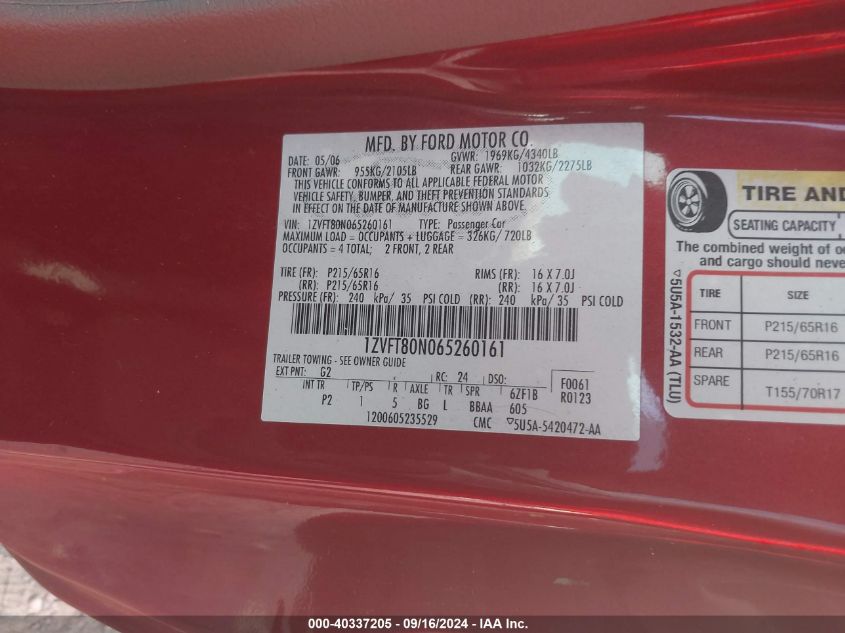 MFD. BY FORD MOTOR CO.
DATE: 05/06 GVWR: 1969KG/4340LB
FRONT GAWR: 955KG/2105LB REAR GAWR: 1032KG/2275LB
THIS VEHICLE CONFORMS TO ALL APPLICABLE FEDERAL MOTOR
VEHICLE SAFETY, BUMPER, AND THEFT PREVENTION STANDARDS
IN EFFECT ON THE DATE OF MANUFACTURE SHOWN ABOVE.
VIN: 1ZVFT80N065260161 TYPE: Passenger Car
MAXIMUM LOAD = OCCUPANTS + LUGGAGE = 326KG/720LB
OCCUPANTS = 4 TOTAL; 2 FRONT, 2 REAR
TIRE (FR): P215/65R16 RIMS (FR): 16 X 7.0J
(RR): P215/65R16 (RR): 16 X 7.0J
PRESSURE (FR): 240 kPa/ 35 PSI COLD (RR): 240 kPa/ 35 PSI COLD
1ZVFT80N065260161
TRAILER TOWING - SEE OWNER GUIDE
EXT PNT: G2 RC: 24 DSO: F0061
INT TR TP/PS R AXLE TR SPR 6ZF1B R0123
P2 1 5 BG L BBAA 605
1200605235529 CMC ▽5U5A-5420472-AA
TIRE AND
SEATING CAPACITY
The combined weight of oc
and cargo should neve
▽5U5A-1532-AA (TLU)
TIRE SIZE
FRONT P215/65R16
REAR P215/65R16
SPARE T155/70R17
000-40337205 - 09/16/2024 - IAA Inc.